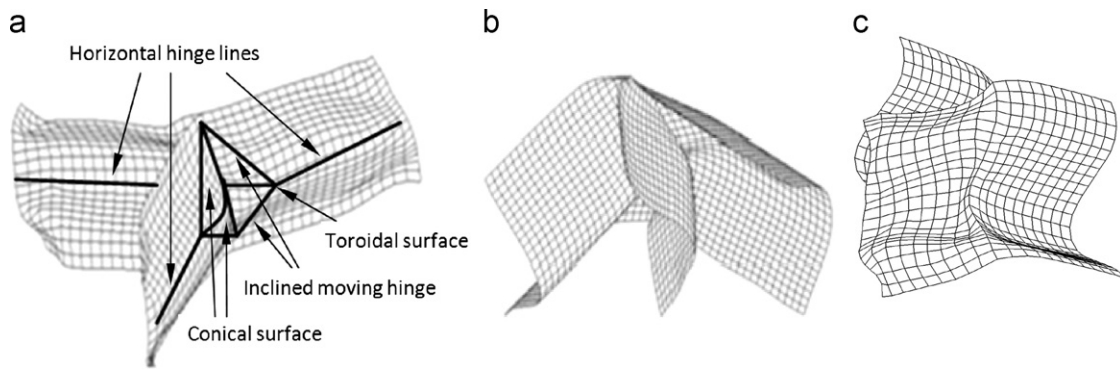 a
b
c
Horizontal hinge lines
Toroidal surface
Inclined moving hinge
Conical surface